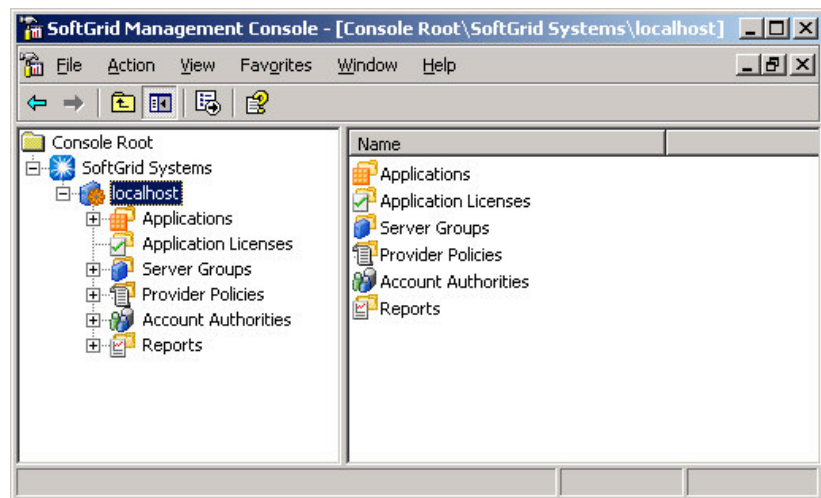 SoftGrid Management Console - [Console Root\SoftGrid Systems\localhost]
File Action View Favorites Window Help
Console Root
SoftGrid Systems
localhost
Applications
Application Licenses
Server Groups
Provider Policies
Account Authorities
Reports
Name
Applications
Application Licenses
Server Groups
Provider Policies
Account Authorities
Reports